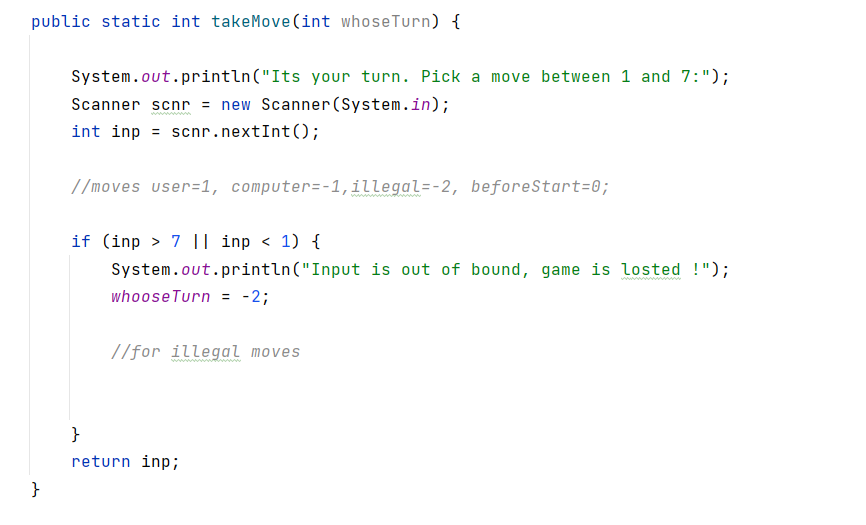 public static int takeMove(int whoseTurn) {
System.out.println("Its your turn. Pick a move between 1 and 7:");
Scanner scnr = new Scanner(System.in);
int inp = scnr.nextInt();
//moves user=1, computer=-1,illegal=-2, beforeStart=0;
if (inp > 7 || inp < 1) {
System.out.println("Input is out of bound, game is losted !");
whooseTurn = -2;
//for illegal moves
}
return inp;
}